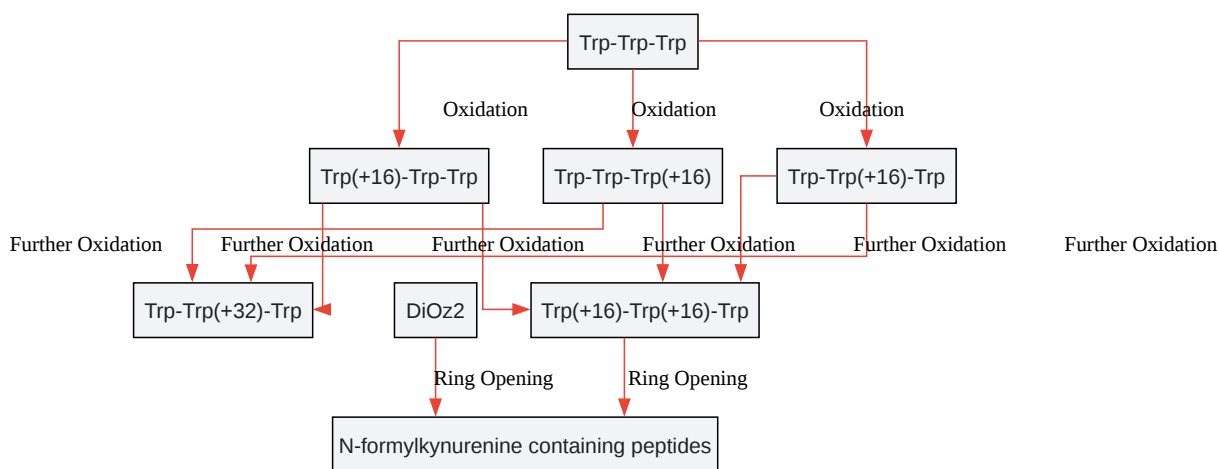 Trp-Trp-Trp
Oxidation
Oxidation
Oxidation
Trp(+16)-Trp-Trp
Trp-Trp-Trp(+16)
Trp-Trp(+16)-Trp
Further Oxidation
Further Oxidation
Further Oxidation
Further Oxidation
Further Oxidation
Further Oxidation
Trp-Trp(+32)-Trp
DiOz2
Trp(+16)-Trp(+16)-Trp
Ring Opening
Ring Opening
N-formylkynurenine containing peptides